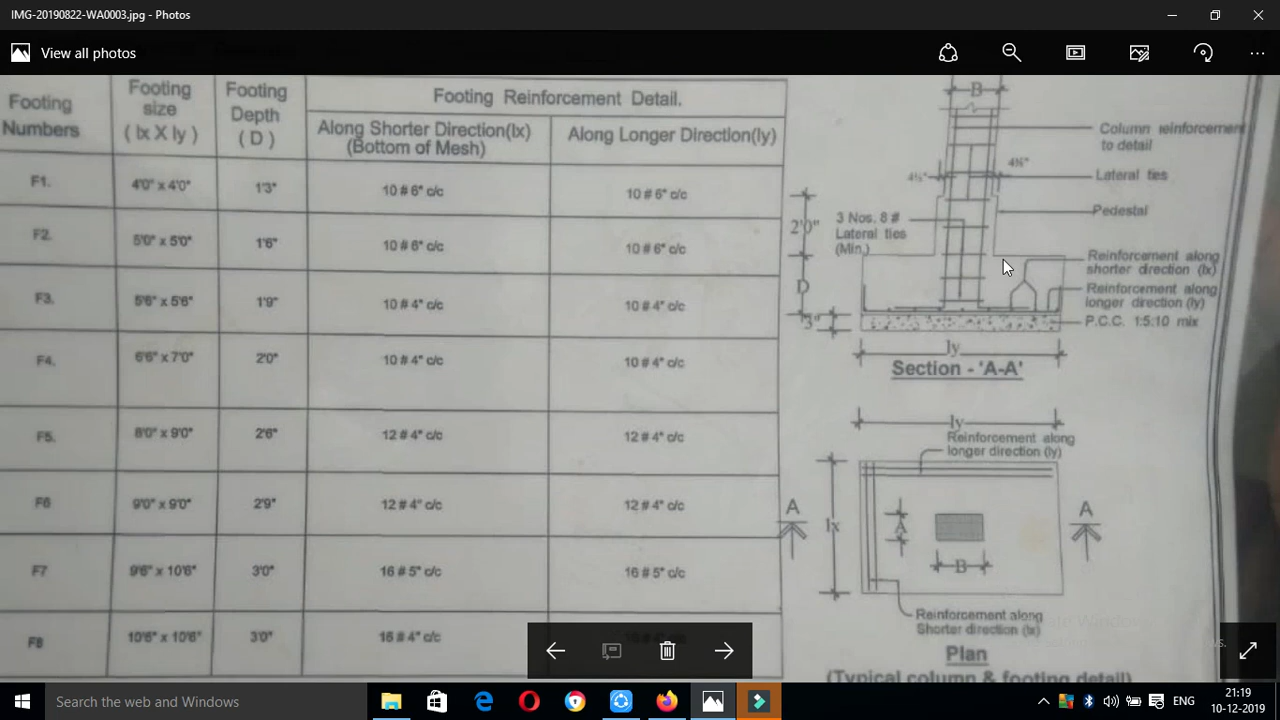 IMG-20190822-WA0003.jpg - Photos
View all photos
Footing Numbers
Footing size ( lx X ly )
Footing Depth ( D )
Footing Reinforcement Detail.
Along Shorter Direction(lx) (Bottom of Mesh)
Along Longer Direction(ly)
F1. 4'0" x 4'0" 1'3" 10 # 6" c/c 10 # 6" c/c
F2. 5'0" x 5'0" 1'6" 10 # 6" c/c 10 # 6" c/c
F3. 5'6" x 5'6" 1'9" 10 # 4" c/c 10 # 4" c/c
F4. 6'6" x 7'0" 2'0" 10 # 4" c/c 10 # 4" c/c
F5. 8'0" x 9'0" 2'6" 12 # 4" c/c 12 # 4" c/c
F6 9'0" x 9'0" 2'9" 12 # 4" c/c 12 # 4" c/c
F7 9'6" x 10'6" 3'0" 16 # 5" c/c 16 # 5" c/c
F8 10'6" x 10'6" 3'0" 16 # 4" c/c
B
Column reinforcement
to detail
4½" 4½"
Lateral ties
Pedestal
2'0"
3 Nos. 8 #
Lateral ties
(Min.)
Reinforcement along
shorter direction (lx)
D
Reinforcement along
longer direction (ly)
3"
P.C.C. 1:5:10 mix
ly
Section - 'A-A'
ly
Reinforcement along
longer direction (ly)
A lx A A
B
Reinforcement along
Shorter direction (lx)
Plan
(Typical column & footing detail)
Search the web and Windows
ENG
21:19
10-12-2019